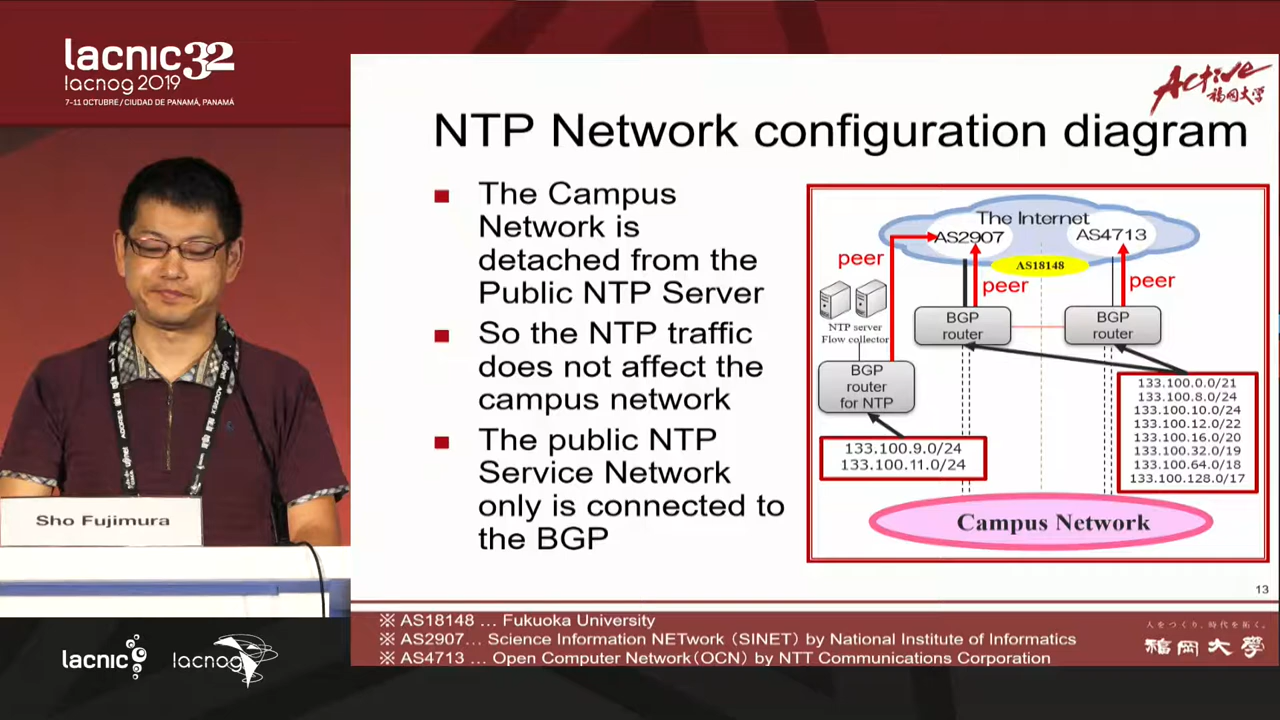 lacnic32
lacnog 2019
7-11 OCTUBRE / CIUDAD DE PANAMÁ, PANAMÁ
Active
福岡大学
NTP Network configuration diagram
■ The Campus
Network is
detached from the
Public NTP Server
■ So the NTP traffic
does not affect the
campus network
■ The public NTP
Service Network
only is connected to
the BGP
The Internet
AS2907
AS4713
AS18148
peer
peer
peer
NTP server
Flow collector
BGP
router
BGP
router
BGP
router
for NTP
133.100.9.0/24
133.100.11.0/24
133.100.0.0/21
133.100.8.0/24
133.100.10.0/24
133.100.12.0/22
133.100.16.0/20
133.100.32.0/19
133.100.64.0/18
133.100.128.0/17
Campus Network
13
※ AS18148 … Fukuoka University
※ AS2907… Science Information NETwork（SINET）by National Institute of Informatics
※ AS4713 … Open Computer Network（OCN）by NTT Communications Corporation
人をつくり、時代を拓く。
福岡大學
Sho Fujimura
lacnic
lacnog